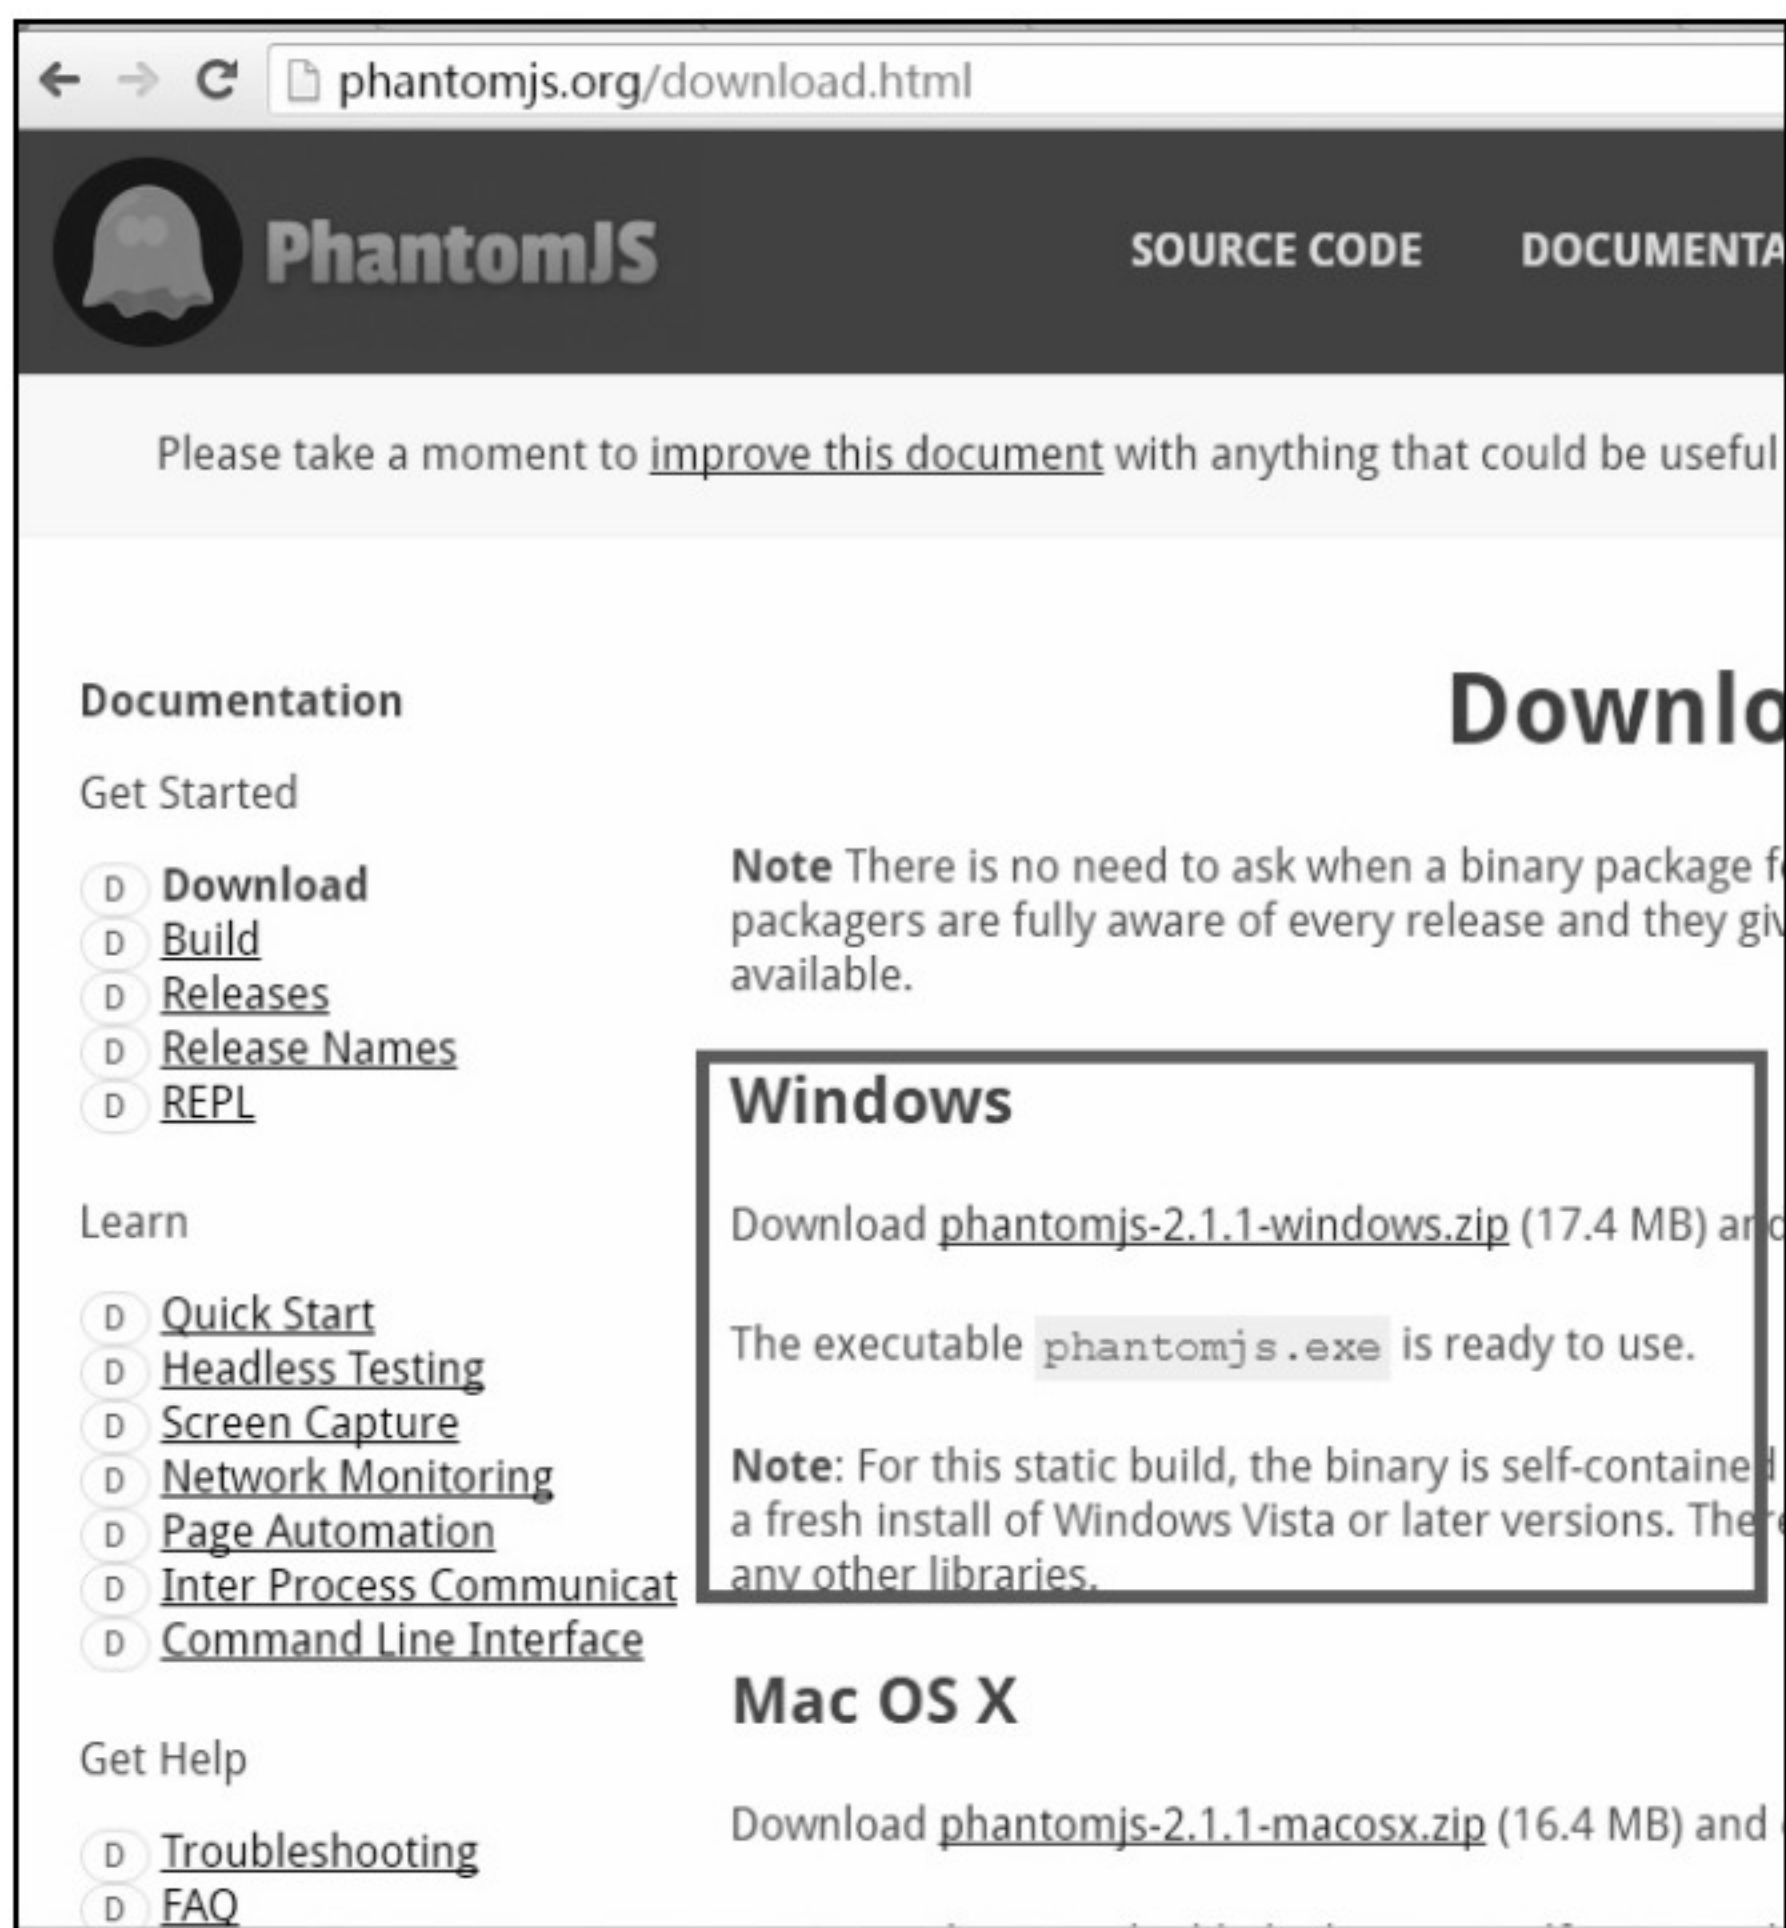 phantomjs.org/download.html
PhantomJS
SOURCE CODE DOCUMENTA
Please take a moment to improve this document with anything that could be useful
Documentation
Get Started
D Download
D Build
D Releases
D Release Names
D REPL
Learn
D Quick Start
D Headless Testing
D Screen Capture
D Network Monitoring
D Page Automation
D Inter Process Communicat
D Command Line Interface
Get Help
D Troubleshooting
D FAQ
Downlo
Note There is no need to ask when a binary package f
packagers are fully aware of every release and they giv
available.
Windows
Download phantomjs-2.1.1-windows.zip (17.4 MB) and
The executable phantomjs.exe is ready to use.
Note: For this static build, the binary is self-contained
a fresh install of Windows Vista or later versions. There
any other libraries.
Mac OS X
Download phantomjs-2.1.1-macosx.zip (16.4 MB) and